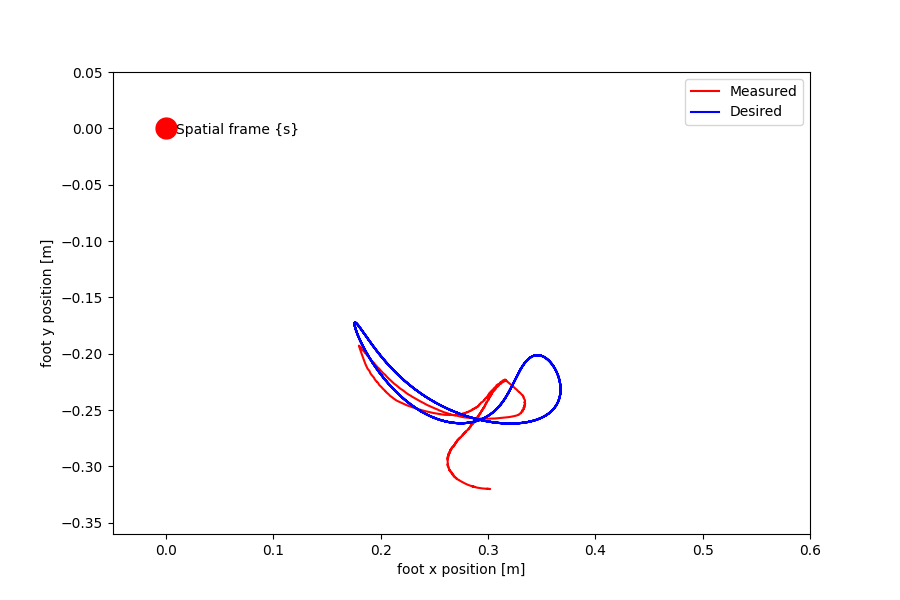 Measured
Desired
Spatial frame {s}
0.05
0.00
−0.05
−0.10
−0.15
−0.20
−0.25
−0.30
−0.35
foot y position [m]
0.0 0.1 0.2 0.3 0.4 0.5 0.6
foot x position [m]